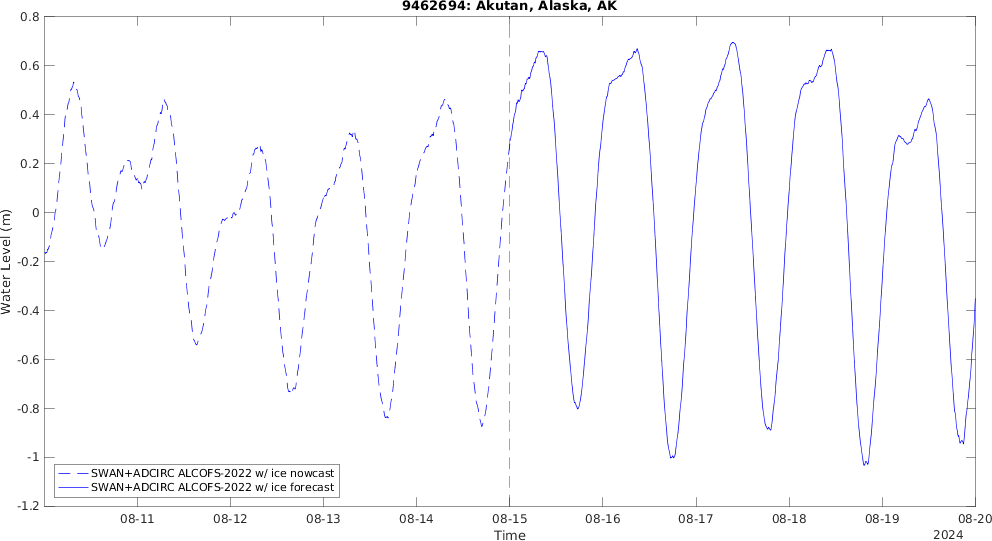 9462694: Akutan, Alaska, AK
0.8
0.6
0.4
0.2
0
-0.2
-0.4
-0.6
-0.8
-1
-1.2
Water Level (m)
SWAN+ADCIRC ALCOFS-2022 w/ ice nowcast
SWAN+ADCIRC ALCOFS-2022 w/ ice forecast
08-11 08-12 08-13 08-14 08-15 08-16 08-17 08-18 08-19 08-20
Time
2024